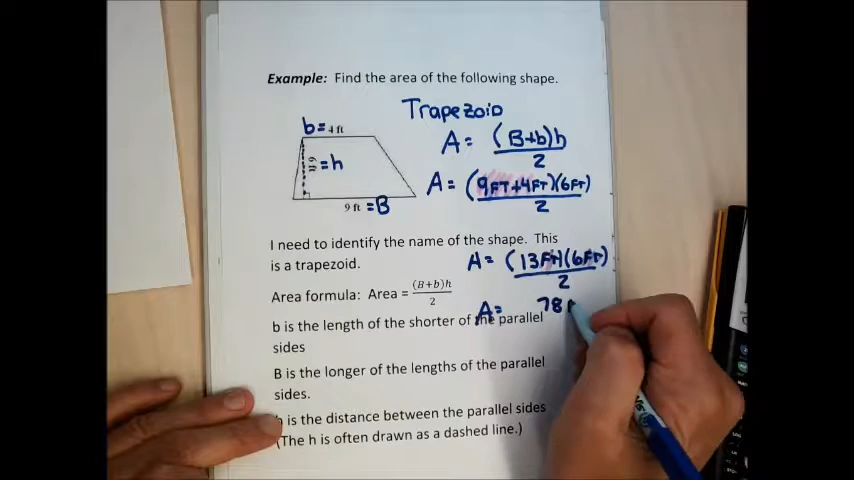 Example: Find the area of the following shape.
Trapezoid
b = 4 ft
A = (B+b)h
2
6 ft = h
A = (9FT+4FT)(6FT)
2
9 ft = B
I need to identify the name of the shape. This
is a trapezoid.
A = (13FT)(6FT)
2
Area formula: Area = (B+b)h
2
A = 78
b is the length of the shorter of the parallel
sides
B is the longer of the lengths of the parallel
sides.
h is the distance between the parallel sides
(The h is often drawn as a dashed line.)